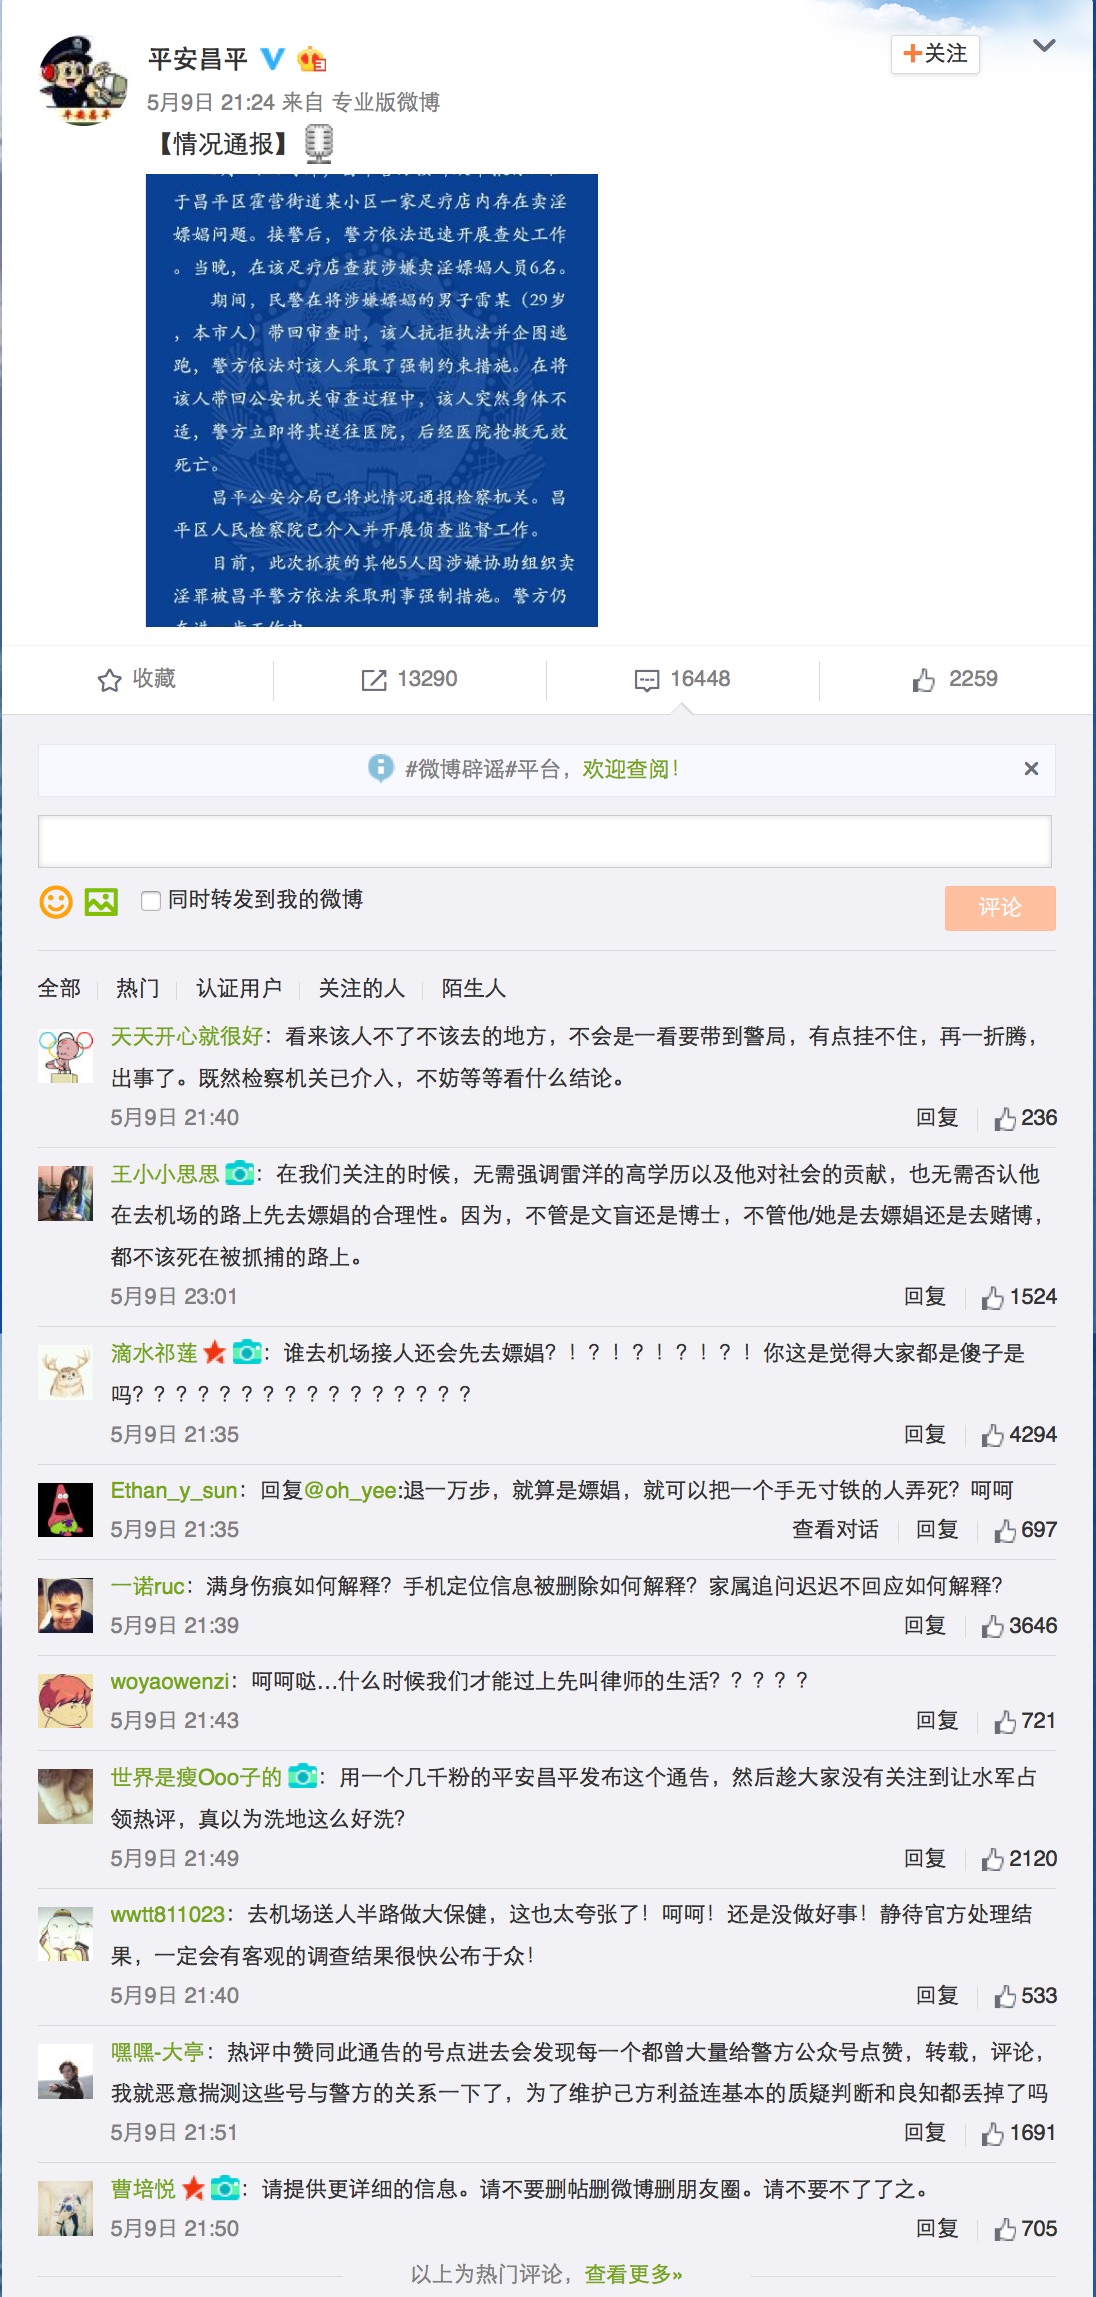 平安昌平
+关注
5月9日 21:24 来自 专业版微博
【情况通报】
于昌平区霍营街道某小区一家足疗店内存在卖淫
嫖娼问题。接警后，警方依法迅速开展查处工作
。当晚，在该足疗店查获涉嫌卖淫嫖娼人员6名。
期间，民警在将涉嫌嫖娼的男子雷某（29岁
，本市人）带回审查时，该人抗拒执法并企图逃
跑，警方依法对该人采取了强制约束措施。在将
该人带回公安机关审查过程中，该人突然身体不
适，警方立即将其送往医院，后经医院抢救无效
死亡。
昌平公安分局已将此情况通报检察机关。昌
平区人民检察院已介入并开展侦查监督工作。
目前，此次抓获的其他5人因涉嫌协助组织卖
淫罪被昌平警方依法采取刑事强制措施。警方仍
收藏 13290 16448 2259
#微博辟谣#平台，欢迎查阅！
同时转发到我的微博
评论
全部 热门 认证用户 关注的人 陌生人
天天开心就很好：看来该人不了不该去的地方，不会是一看要带到警局，有点挂不住，再一折腾，
出事了。既然检察机关已介入，不妨等等看什么结论。
5月9日 21:40 回复 236
王小小思思：在我们关注的时候，无需强调雷洋的高学历以及他对社会的贡献，也无需否认他
在去机场的路上先去嫖娼的合理性。因为，不管是文盲还是博士，不管他/她是去嫖娼还是去赌博，
都不该死在被抓捕的路上。
5月9日 23:01 回复 1524
滴水祁莲：谁去机场接人还会先去嫖娼？！？！？！？！？！你这是觉得大家都是傻子是
吗？？？？？？？？？？？？？？？？
5月9日 21:35 回复 4294
Ethan_y_sun：回复@oh_yee:退一万步，就算是嫖娼，就可以把一个手无寸铁的人弄死？呵呵
5月9日 21:35 查看对话 回复 697
一诺ruc：满身伤痕如何解释？手机定位信息被删除如何解释？家属追问迟迟不回应如何解释？
5月9日 21:39 回复 3646
woyaowenzi：呵呵哒...什么时候我们才能过上先叫律师的生活？？？？？
5月9日 21:43 回复 721
世界是瘦Ooo子的：用一个几千粉的平安昌平发布这个通告，然后趁大家没有关注到让水军占
领热评，真以为洗地这么好洗？
5月9日 21:49 回复 2120
wwtt811023：去机场送人半路做大保健，这也太夸张了！呵呵！还是没做好事！静待官方处理结
果，一定会有客观的调查结果很快公布于众！
5月9日 21:40 回复 533
嘿嘿-大亭：热评中赞同此通告的号点进去会发现每一个都曾大量给警方公众号点赞，转载，评论，
我就恶意揣测这些号与警方的关系一下了，为了维护己方利益连基本的质疑判断和良知都丢掉了吗
5月9日 21:51 回复 1691
曹培悦：请提供更详细的信息。请不要删帖删微博删朋友圈。请不要不了了之。
5月9日 21:50 回复 705
以上为热门评论，查看更多»